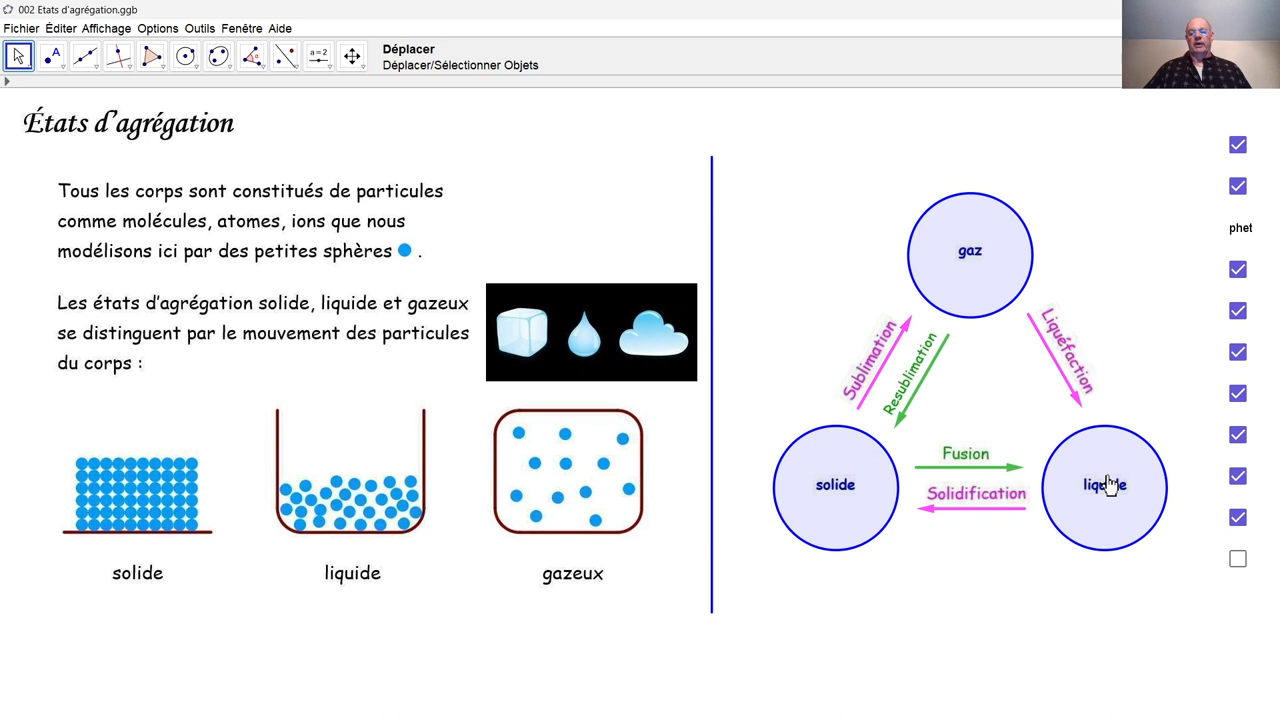 002 Etats d'agrégation.ggb
Fichier Éditer Affichage Options Outils Fenêtre Aide
A
a=2
Déplacer
Déplacer/Sélectionner Objets
États d'agrégation
Tous les corps sont constitués de particules
comme molécules, atomes, ions que nous
modélisons ici par des petites sphères .
Les états d'agrégation solide, liquide et gazeux
se distinguent par le mouvement des particules
du corps :
solide
liquide
gazeux
gaz
Sublimation
Resublimation
Liquéfaction
solide
Fusion
Solidification
liquide
phet